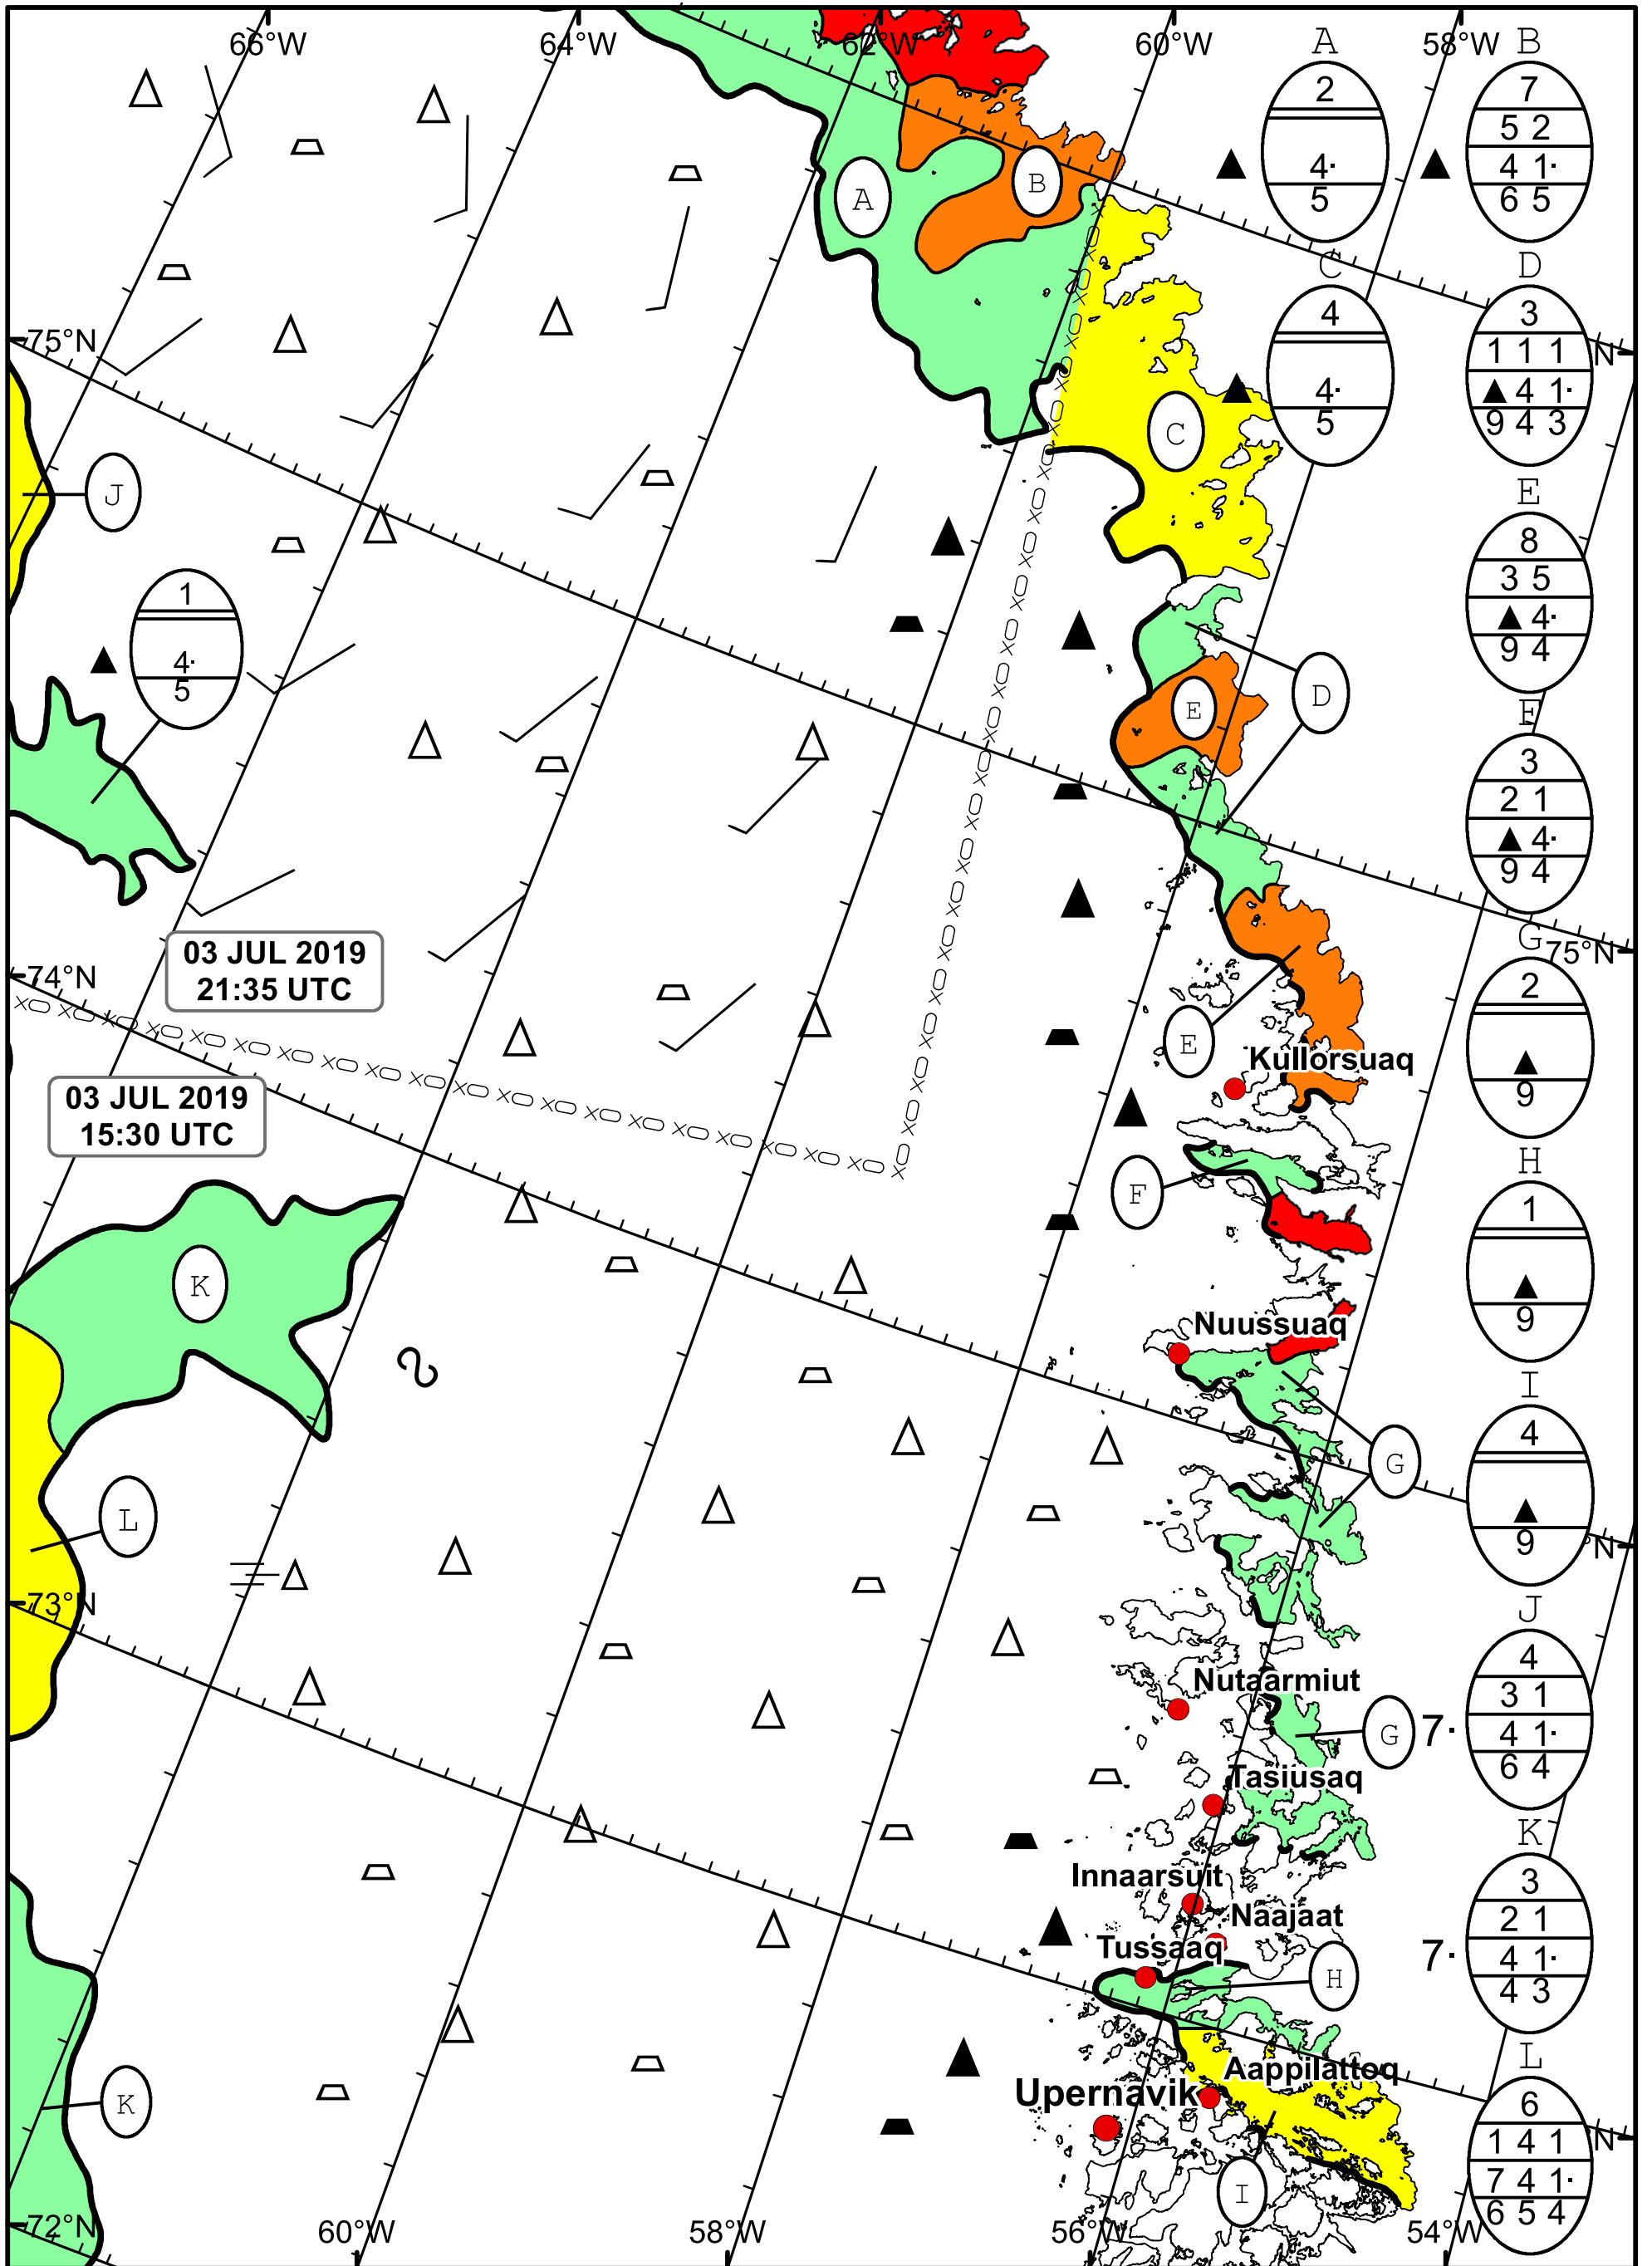 66°W 64°W 62°W 60°W 58°W
A B
2
4·
5
7
5 2
4 1·
6 5
A
B
C D
4
4·
5
3
1 1 1
4 1·
9 4 3
75°N
N
C
J
E
8
3 5
4·
9 4
1
4·
5
D
E
F
3
2 1
4·
9 4
03 JUL 2019
21:35 UTC
74°N
G
75°N
2
9
E
Kullorsuaq
03 JUL 2019
15:30 UTC
F
H
1
9
K
Nuussuaq
I
4
9
G
L
°N
73°N
J
4
3 1
4 1·
6 4
7·
Nutaarmiut
G
Tasiusaq
K
3
2 1
4 1·
4 3
7·
Innaarsuit
Naajaat
Tussaaq
H
L
6
1 4 1
7 4 1·
6 5 4
Aappilattoq
Upernavik
K
N
I
72°N
60°W 58°W 56°W 54°W